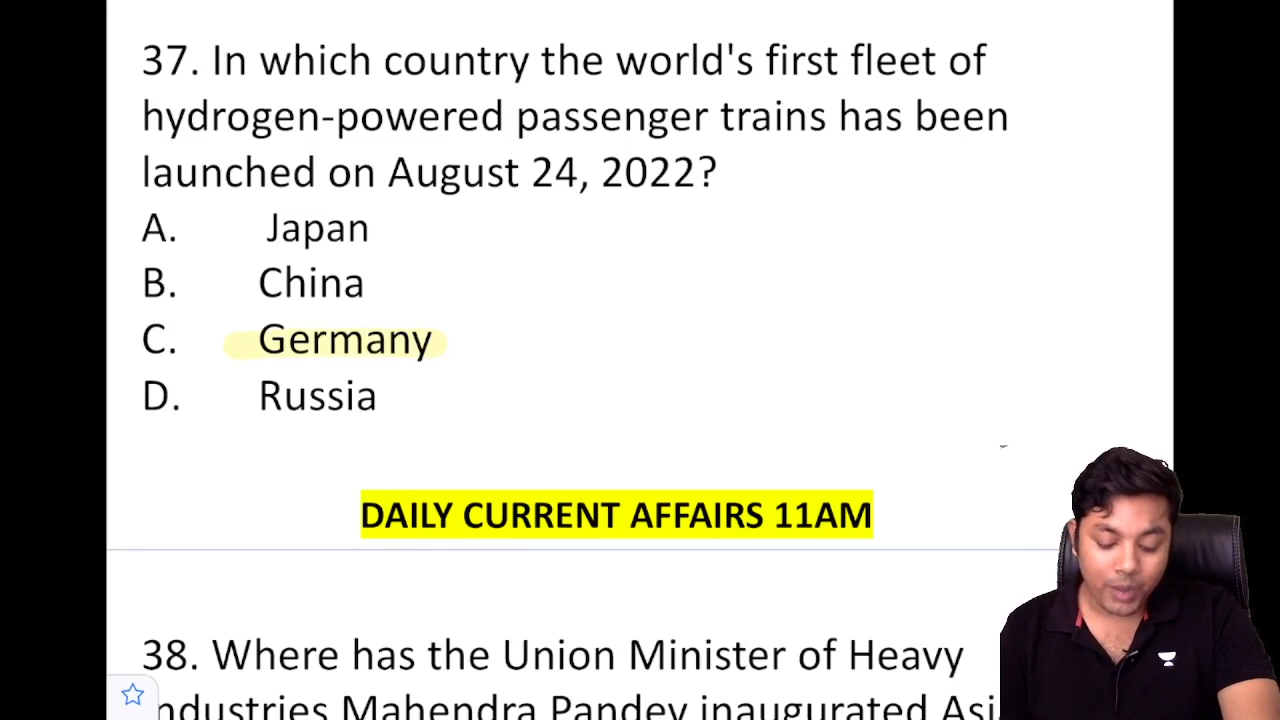 37. In which country the world's first fleet of
hydrogen-powered passenger trains has been
launched on August 24, 2022?
A. Japan
B. China
C. Germany
D. Russia
DAILY CURRENT AFFAIRS 11AM
38. Where has the Union Minister of Heavy
Mahendra Pandey inaugurated